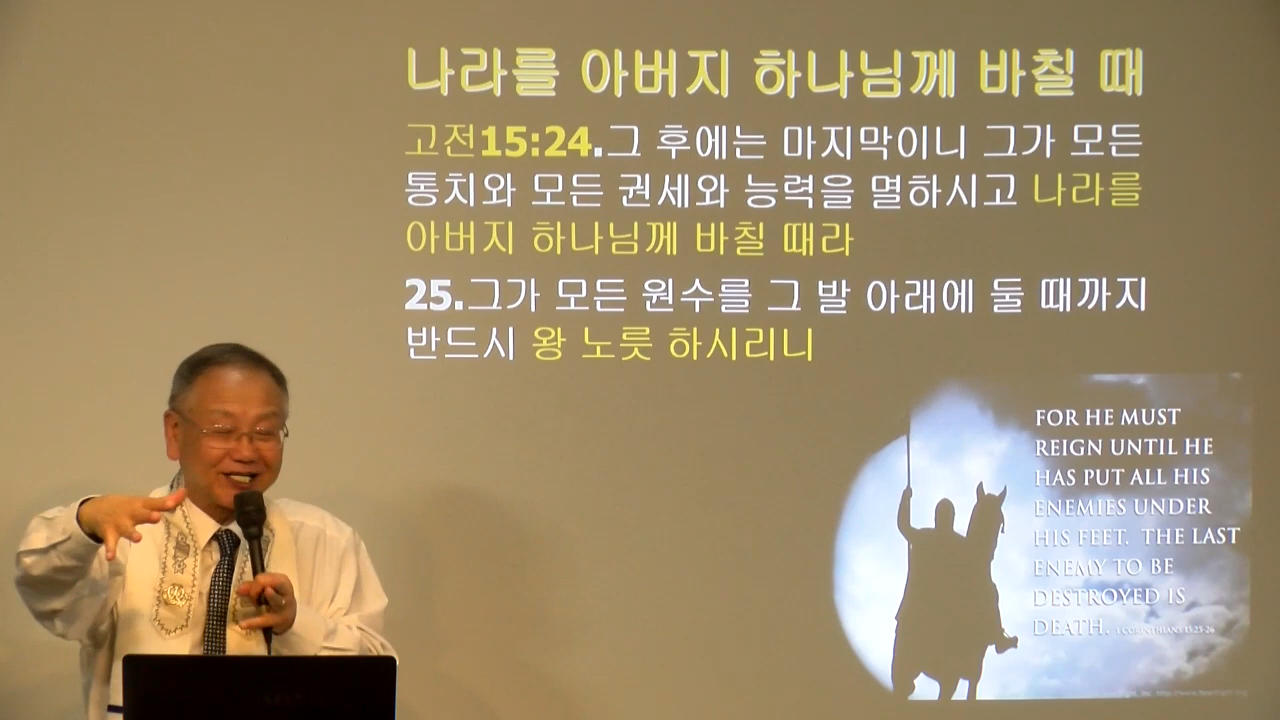 나라를 아버지 하나님께 바칠 때
고전15:24.그 후에는 마지막이니 그가 모든
통치와 모든 권세와 능력을 멸하시고 나라를
아버지 하나님께 바칠 때라
25.그가 모든 원수를 그 발 아래에 둘 때까지
반드시 왕 노릇 하시리니
FOR HE MUST
REIGN UNTIL HE
HAS PUT ALL HIS
ENEMIES UNDER
HIS FEET. THE LAST
ENEMY TO BE
DESTROYED IS
DEATH. 1 CORINTHIANS 15:25-26